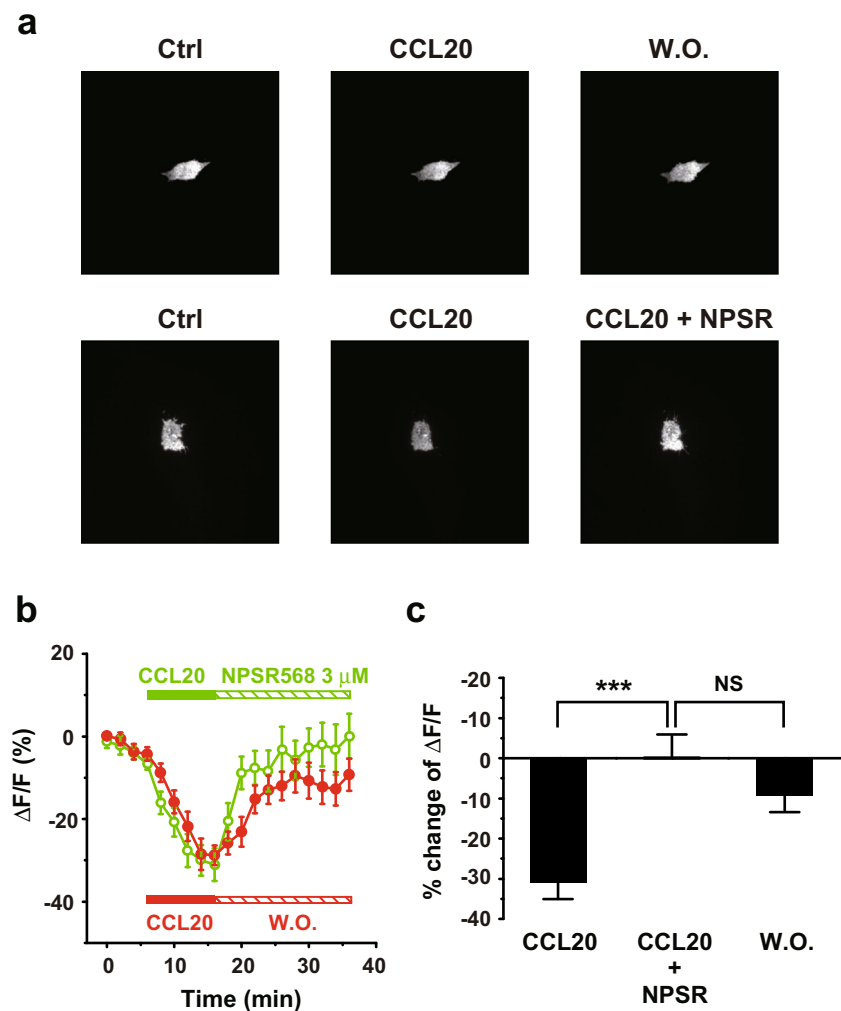 a
Ctrl CCL20 W.O.
Ctrl CCL20 CCL20 + NPSR
b
20
0
-20
-40
ΔF/F (%)
CCL20 NPSR568 3 μM
CCL20 W.O.
0 10 20 30 40
Time (min)
c
-20
-10
0
-10
-20
-30
-40
% change of ΔF/F
*** NS
CCL20 CCL20 W.O.
+
NPSR